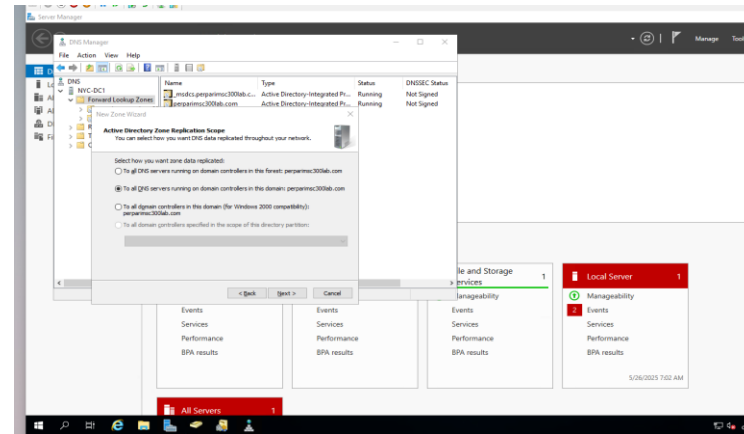 Server Manager
Manage
DNS Manager
File Action View Help
DNS
NYC-DC1
Forward Lookup Zones
Name Type Status DNSSEC Status
_msdcs.perparimsc300lab.c... Active Directory-Integrated Pr... Running Not Signed
perparimsc300lab.com Active Directory-Integrated Pr... Running Not Signed
New Zone Wizard
Active Directory Zone Replication Scope
You can select how you want DNS data replicated throughout your network.
Select how you want zone data replicated:
To all DNS servers running on domain controllers in this forest: perparimsc300lab.com
To all DNS servers running on domain controllers in this domain: perparimsc300lab.com
To all domain controllers in this domain (for Windows 2000 compatibility):
perparimsc300lab.com
To all domain controllers specified in the scope of this directory partition:
< Back Next > Cancel
le and Storage 1
ervices
Local Server 1
Manageability
Events
Services
Performance
BPA results
Events
Services
Performance
BPA results
lanageability
Events
Services
Performance
BPA results
Manageability
2 Events
Services
Performance
BPA results
5/26/2025 7:02 AM
All Servers 1